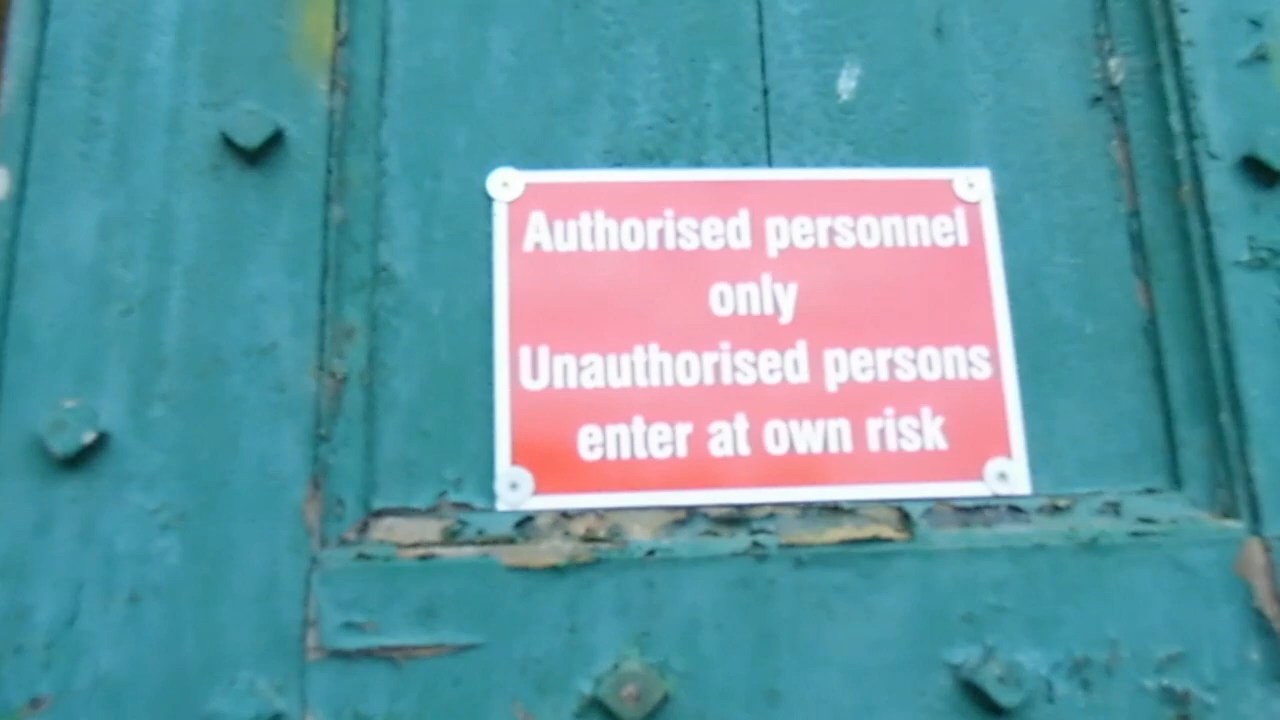 Authorised personnel
only
Unauthorised persons
enter at own risk